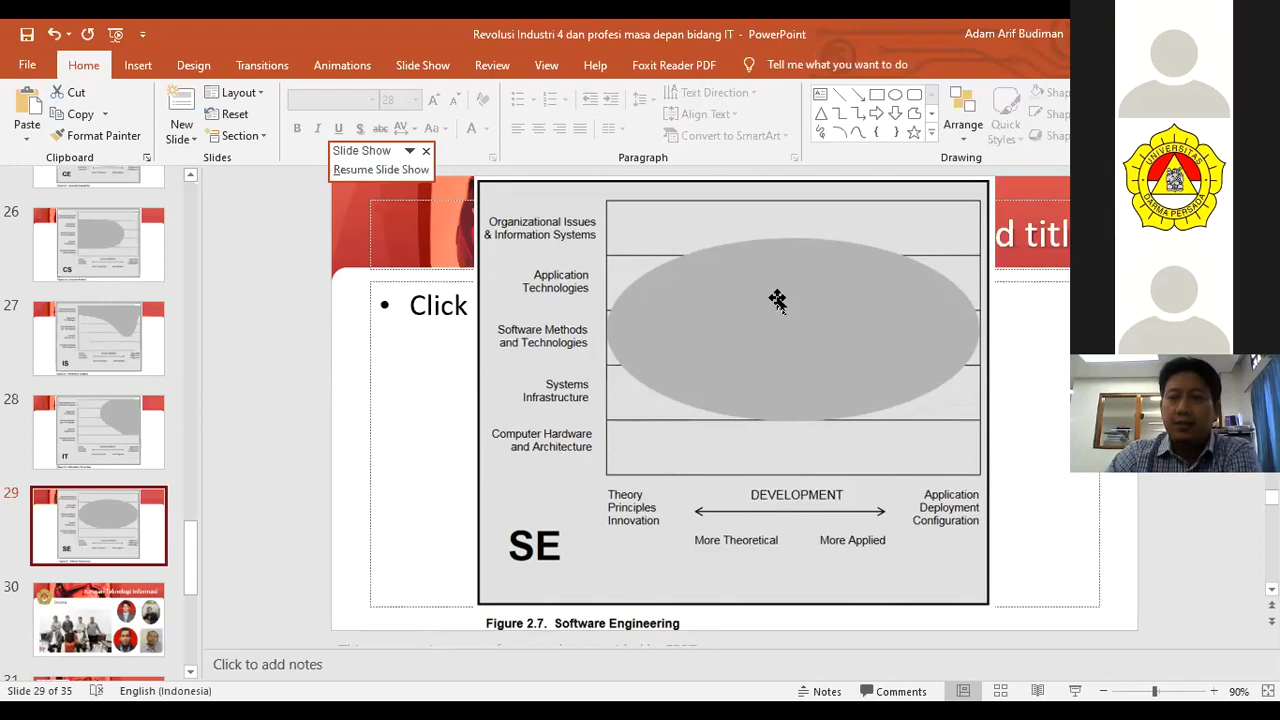 Revolusi Industri 4 dan profesi masa depan bidang IT - PowerPoint
Adam Arif Budiman
File
Home
Insert
Design
Transitions
Animations
Slide Show
Review
View
Help
Foxit Reader PDF
Tell me what you want to do
Paste
Cut
Copy
Format Painter
Clipboard
New
Slide
Layout
Reset
Section
Slides
28
Text Direction
Align Text
Convert to SmartArt
Paragraph
Arrange
Quick
Styles
Drawing
Slide Show
Resume Slide Show
26
CS
27
IS
28
IT
29
SE
30
Click
d titl
Organizational Issues
& Information Systems
Application
Technologies
Software Methods
and Technologies
Systems
Infrastructure
Computer Hardware
and Architecture
Theory
Principles
Innovation
DEVELOPMENT
Application
Deployment
Configuration
More Theoretical
More Applied
SE
Figure 2.7. Software Engineering
UNIVERSITAS
DARMA PERSADA
Click to add notes
Slide 29 of 35
English (Indonesia)
Notes
Comments
90%